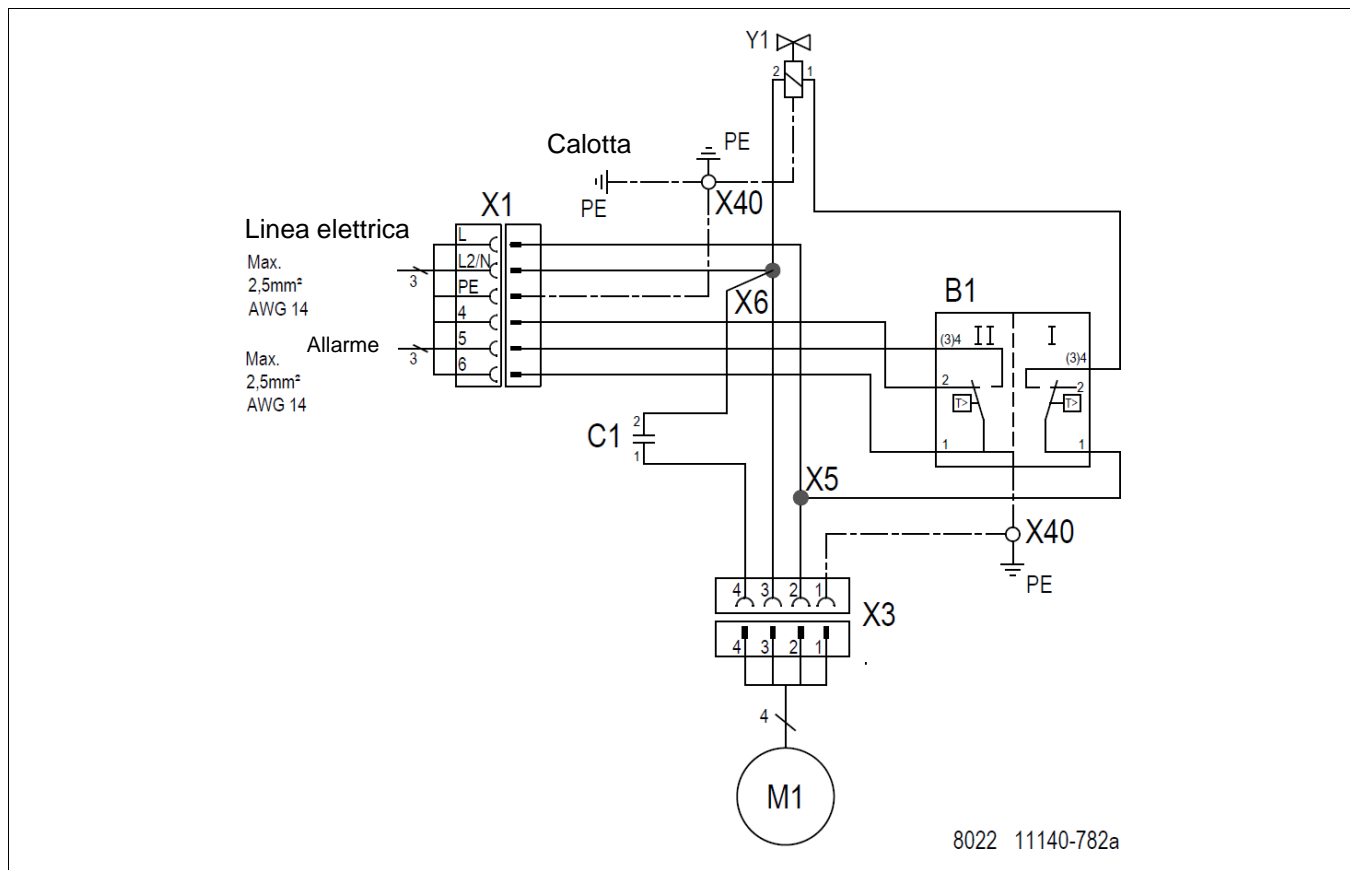 Y1
2 1
Calotta
PE
PE
X40
X1
Linea elettrica
Max.
2,5mm²
AWG 14
3
L
L2/N
PE
4
5
6
Allarme
3
Max.
2,5mm²
AWG 14
X6
B1
II I
(3)4
(3)4
2
2
T>
T>
1
1
C1
2
1
X5
X40
PE
4 3 2 1
X3
4 3 2 1
4
M1
8022 11140-782a